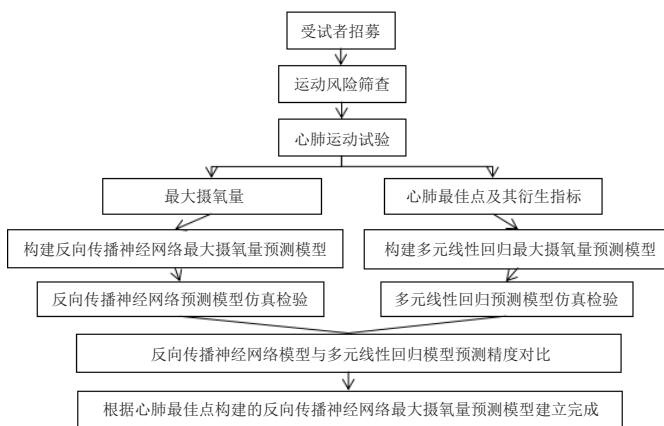 受试者招募
运动风险筛查
心肺运动试验
最大摄氧量
心肺最佳点及其衍生指标
构建反向传播神经网络最大摄氧量预测模型
构建多元线性回归最大摄氧量预测模型
反向传播神经网络预测模型仿真检验
多元线性回归预测模型仿真检验
反向传播神经网络模型与多元线性回归模型预测精度对比
根据心肺最佳点构建的反向传播神经网络最大摄氧量预测模型建立完成